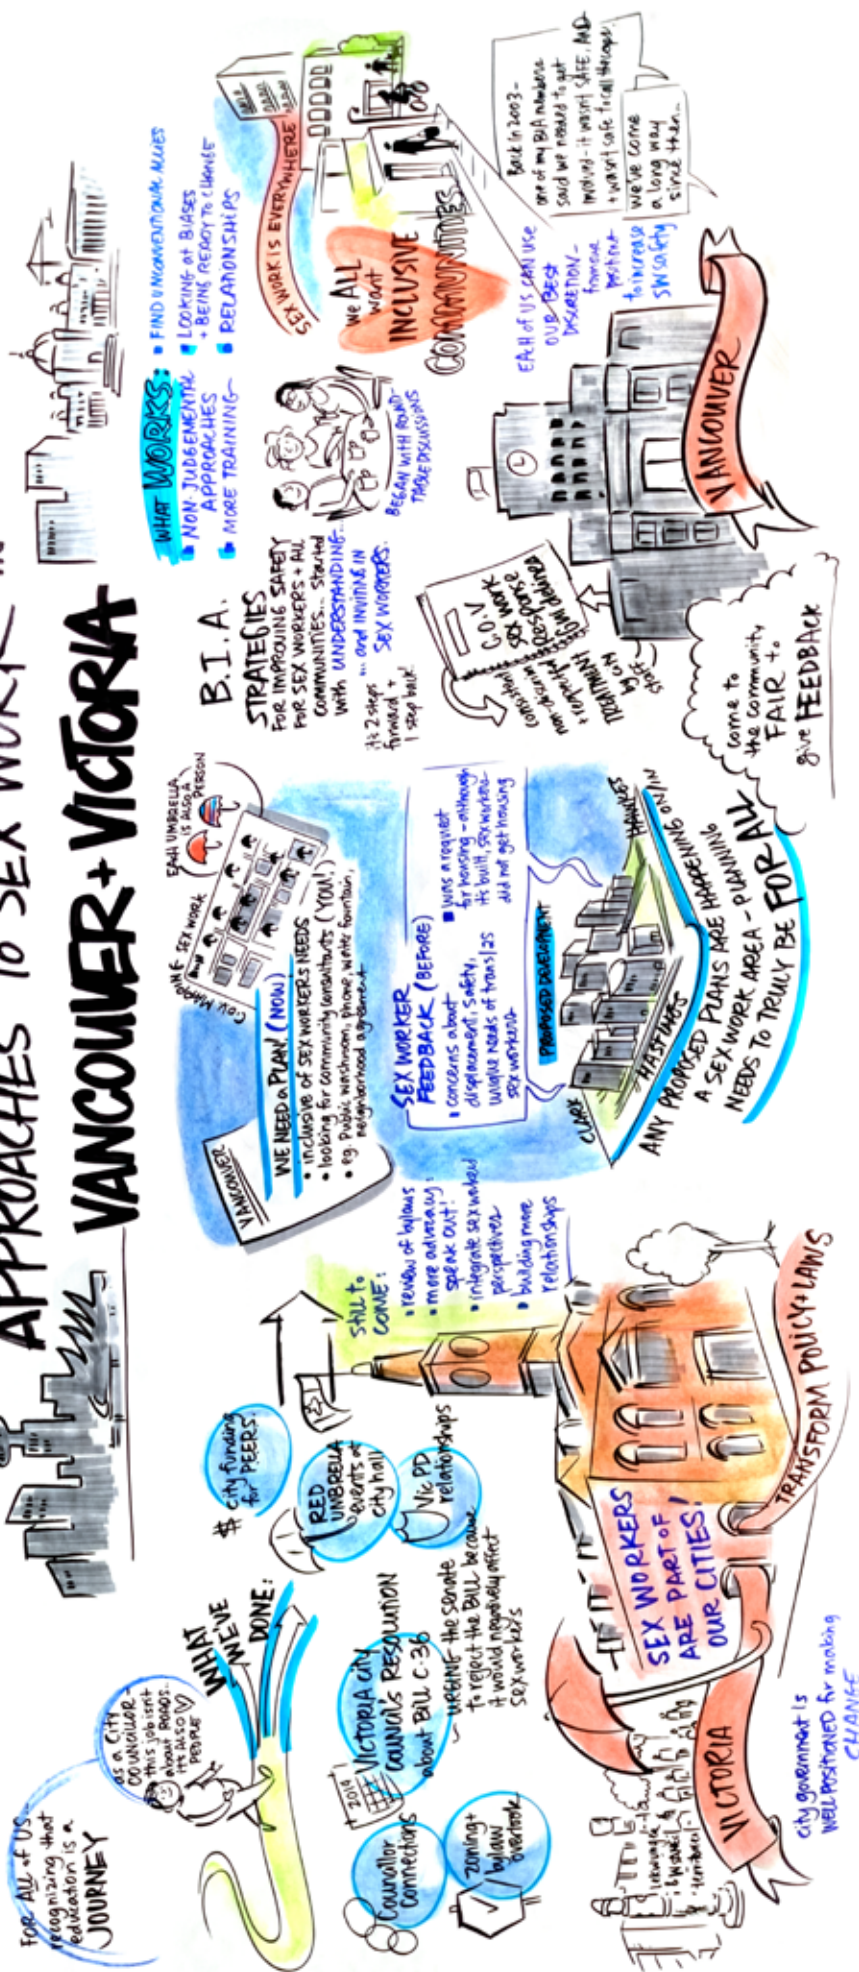 APPROACHES TO SEX WORK IN
VANCOUVER + VICTORIA
FOR ALL of US...
recognizing that
education is a
JOURNEY
as a city
COUNCILLOR -
this job isn't
about ROADS...
it's ALSO
PEOPLE
WHAT
WE'VE
DONE:
$ city funding
for PEERS.
RED
UMBRELLA
events at
city hall
Vic PD
relationships
2014
VICTORIA city
COUNCIL'S RESOLUTION
about BILL C-36
- URGING the senate
to reject the BILL because
it would negatively affect
sex workers
Councillor
connections
zoning +
bylaw
overlook
still to
COME:
• review of bylaws
• more advocacy:
speak out!
• integrate sex worker
perspectives
• building more
relationships
SEX WORKERS
ARE PART OF
OUR CITIES!
VICTORIA
TRANSFORM POLICY + LAWS
city government is
WELL POSITIONED for making
CHANGE
VANCOUVER
WE NEED a PLAN! (NOW)
• inclusive of SEX WORKERS NEEDS
• looking for community consultants (YOU!)
• eg. Public washroom, phone, water fountain,
neighborhood agreement
SEX WORK
EACH UMBRELLA
IS ALSO A
PERSON
SEX WORKER
FEEDBACK (BEFORE)
• concerns about
displacement, safety,
unique needs of trans/2S
sex workers
• was a request
for housing - although
it's built, sex workers
did not get housing
PROPOSED DEVELOPMENT
CLARK
HASTINGS
ANY PROPOSED PLANS ARE HAPPENING ON/IN
A SEX WORK AREA - PLANNING
NEEDS TO TRULY BE FOR ALL
WHAT WORKS:
• NON-JUDGEMENTAL
APPROACHES
• MORE TRAINING
• FIND UNCONVENTIONAL ALLIES
• LOOKING at BIASES
+ BEING READY TO CHANGE
• RELATIONSHIPS
B.I.A.
STRATEGIES
FOR IMPROVING SAFETY
FOR SEX WORKERS + ALL
COMMUNITIES... started
with UNDERSTANDING...
... and INVITING IN
SEX WORKERS.
it's 2 steps
forward +
1 step back!
BEGAN with ROUND-
TABLE DISCUSSIONS
SEX WORK IS EVERYWHERE
we ALL
want
INCLUSIVE
COMMUNITIES
Back in 2003 -
one of my BIA members
said we needed to get
involved - it wasn't SAFE, AND
+ wasn't safe to call the cops.
we've come
a long way
since then...
EACH of US CAN USE
OUR BEST
DISCRETION -
from our
position
to increase
SW safety
C.O.V
sex work
response
guidelines
consistent
non-discrim.
+ respectful
TREATMENT
by city
staff
VANCOUVER
come to
the community
FAIR to
give FEEDBACK